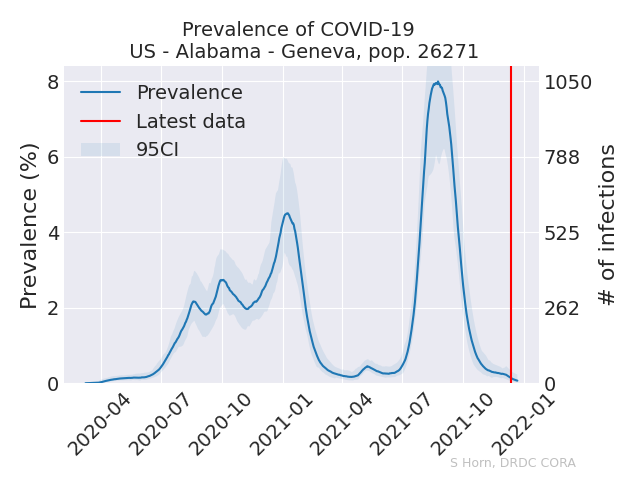 Prevalence of COVID-19
US - Alabama - Geneva, pop. 26271
Prevalence
Latest data
95CI
Prevalence (%)
8
6
4
2
0
1050
788
525
262
0
# of infections
2020-04
2020-07
2020-10
2021-01
2021-04
2021-07
2021-10
2022-01
S Horn, DRDC CORA